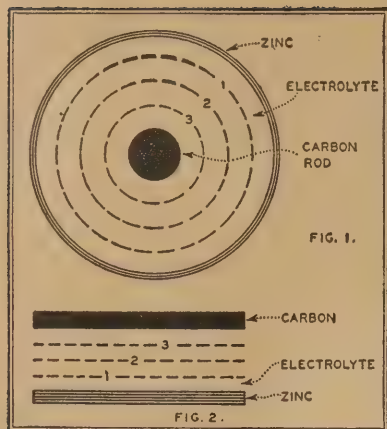 ZINC
1
ELECTROLYTE
2
3
CARBON
ROD
FIG. 1.
CARBON
3
2
ELECTROLYTE
1
ZINC
FIG. 2.